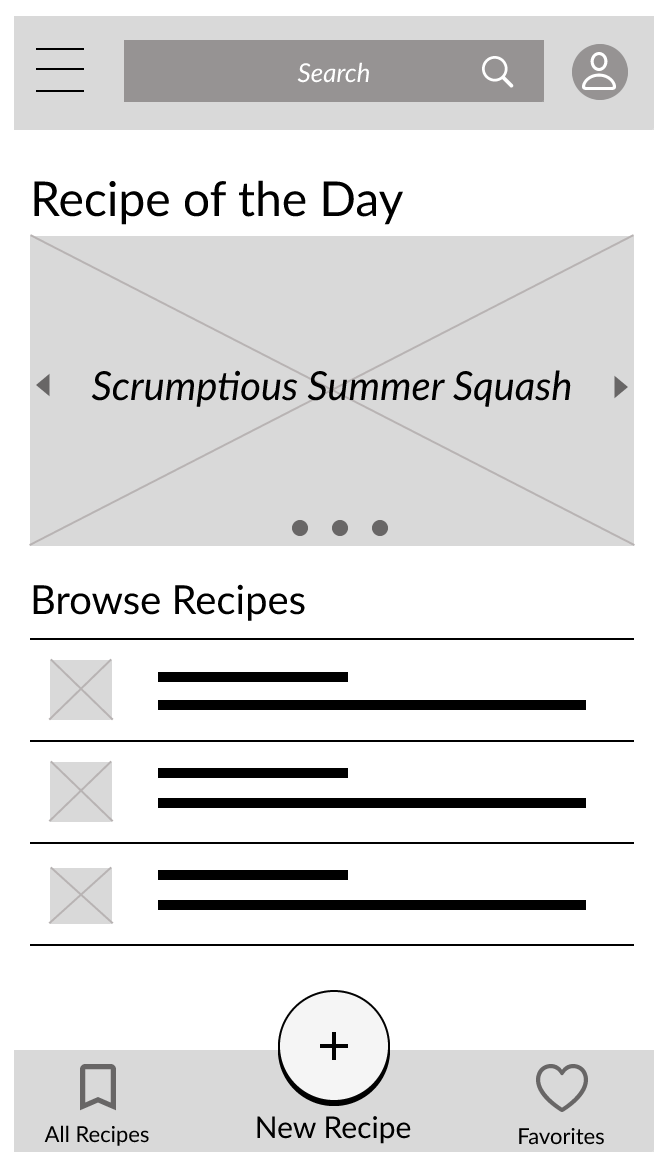 Search
Recipe of the Day
Scrumptious Summer Squash
Browse Recipes
All Recipes
New Recipe
Favorites